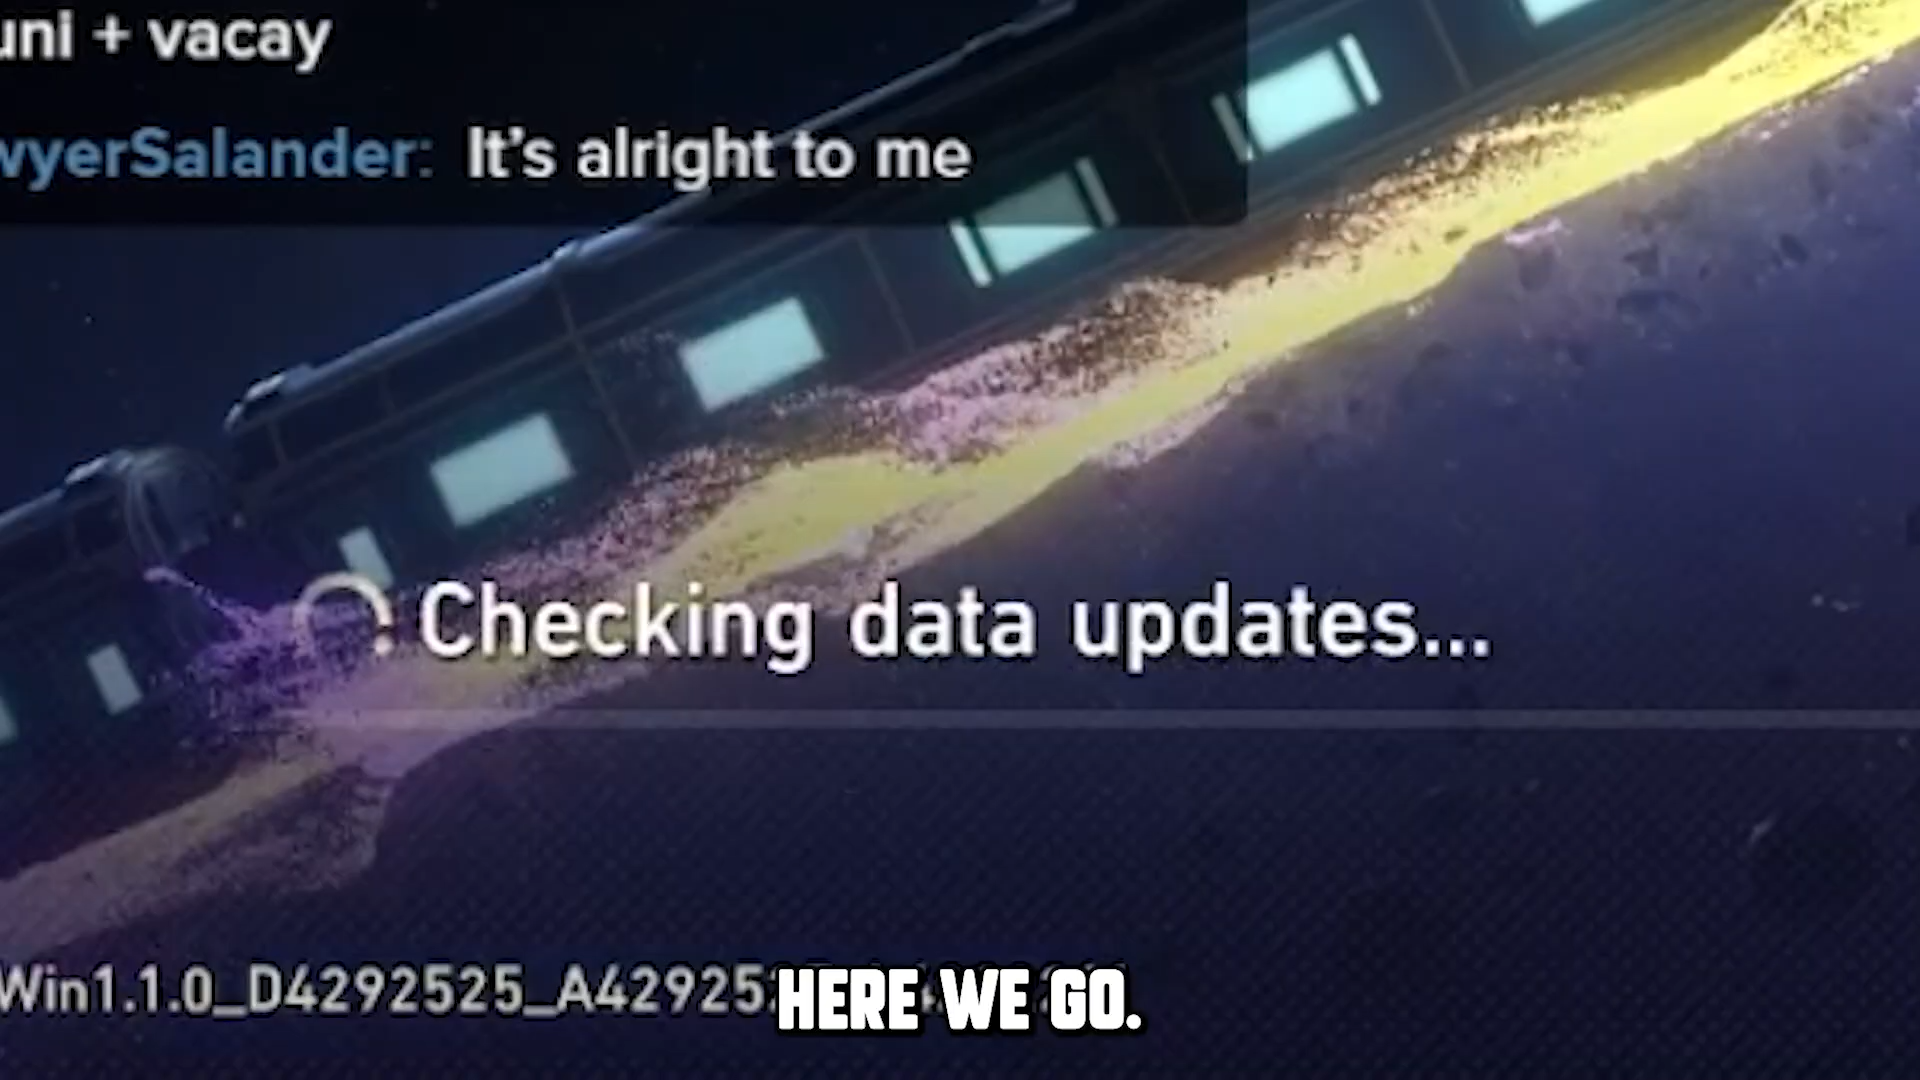 uni + vacay
wyerSalander: It's alright to me
Checking data updates...
Win1.1.0_D4292525_A42925
HERE WE GO.